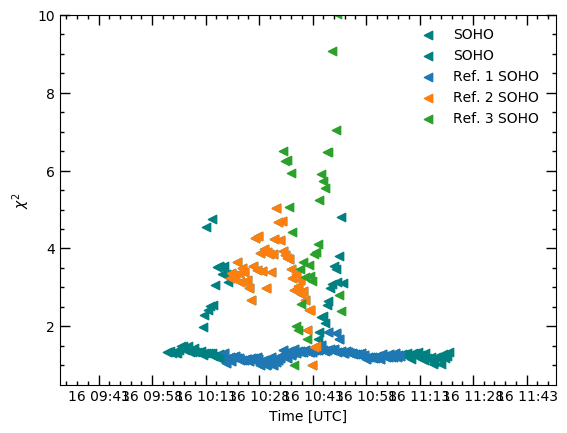 10
8
6
4
2
χ²
SOHO
SOHO
Ref. 1 SOHO
Ref. 2 SOHO
Ref. 3 SOHO
16 09:43 16 09:58 16 10:13 16 10:28 16 10:43 16 10:58 16 11:13 16 11:28 16 11:43
Time [UTC]